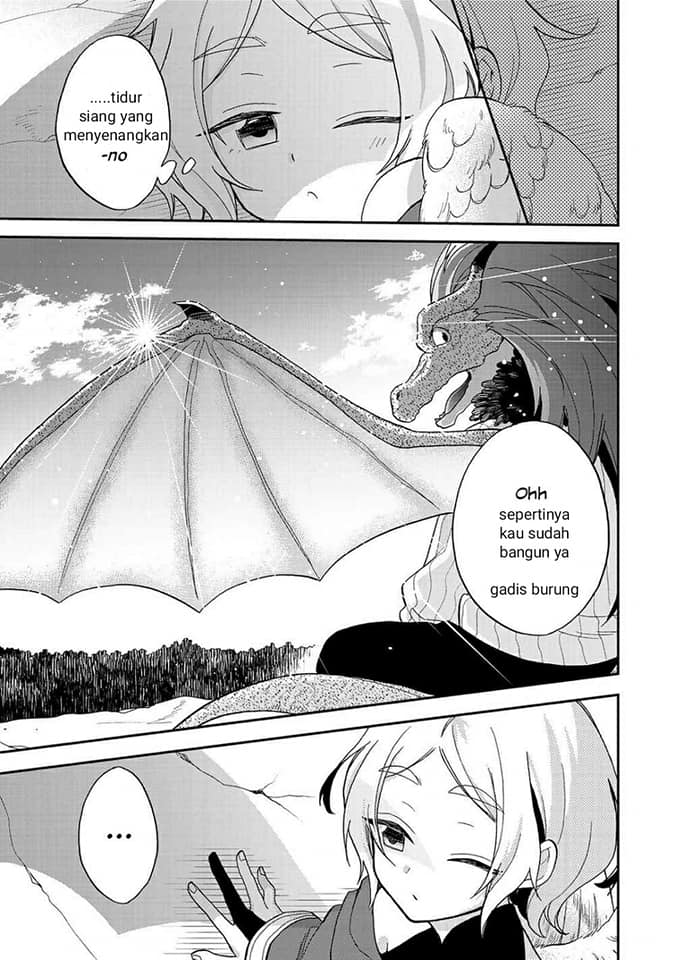 .....tidur
siang yang
menyenangkan
-no
Ohh
sepertinya
kau sudah
bangun ya
gadis burung
...